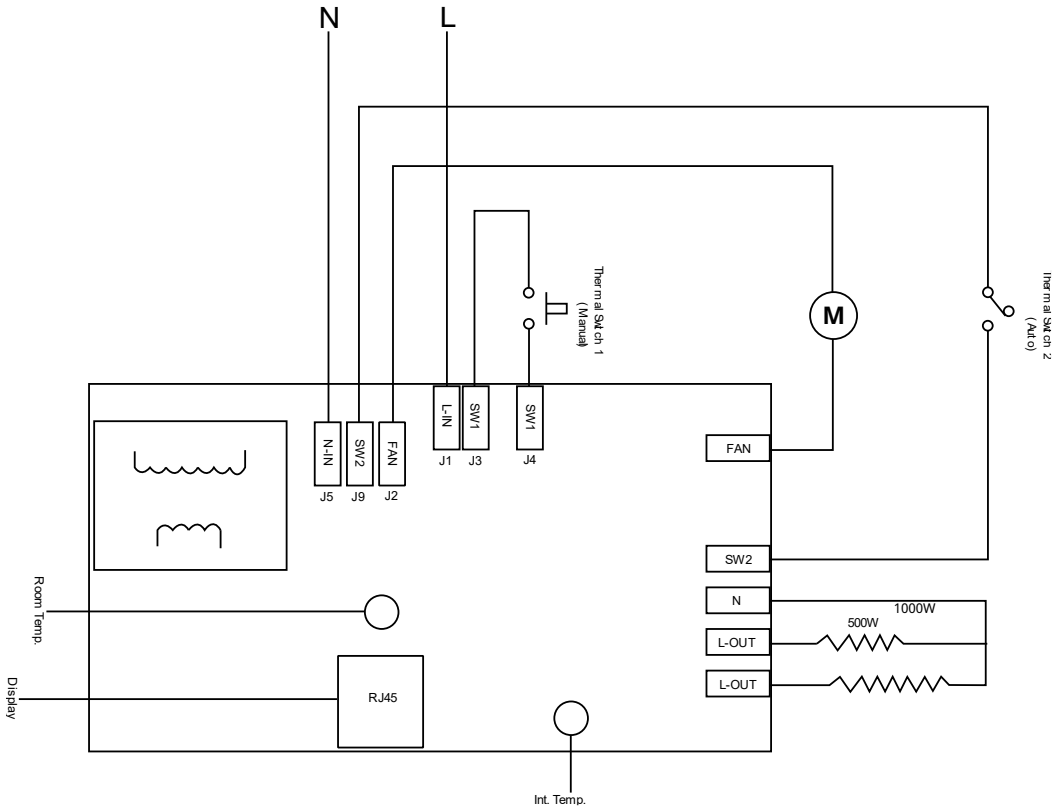 N
L
Thermal Switch 1
(Manual)
M
Thermal Switch 2
(Auto)
N-IN
SW2
FAN
L-IN
SW1
SW1
J5
J9
J2
J1
J3
J4
FAN
SW2
N
L-OUT
L-OUT
1000W
500W
Room Temp.
Display
RJ45
Int. Temp.